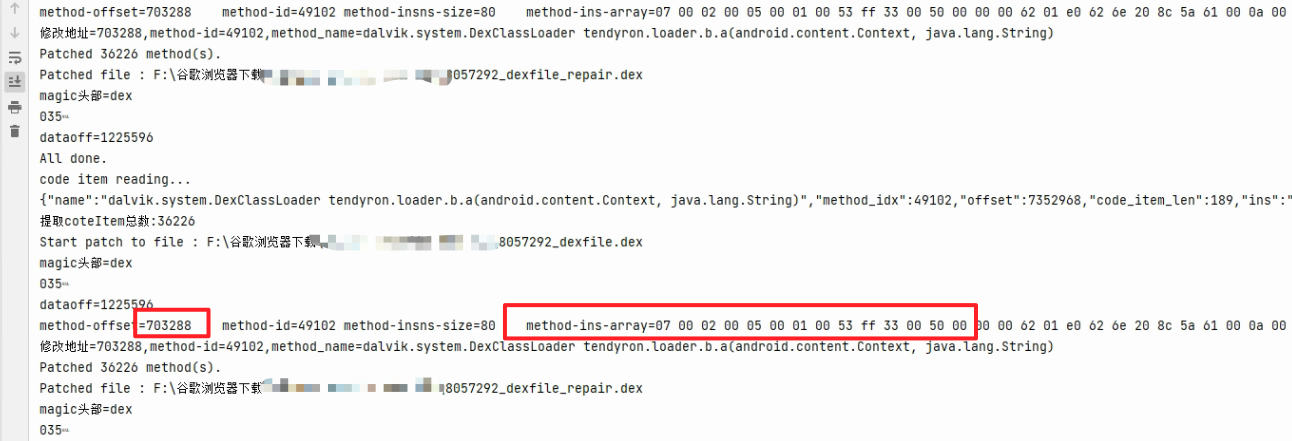 method-offset=703288    method-id=49102 method-insns-size=80    method-ins-array=07 00 02 00 05 00 01 00 53 ff 33 00 50 00 00 00 62 01 e0 62 6e 20 8c 5a 61 00 0a 00
修改地址=703288,method-id=49102,method_name=dalvik.system.DexClassLoader tendyron.loader.b.a(android.content.Context, java.lang.String)
Patched 36226 method(s).
Patched file : F:\谷歌浏览器下载 8057292_dexfile_repair.dex
magic头部=dex
035
dataoff=1225596
All done.
code item reading...
{"name":"dalvik.system.DexClassLoader tendyron.loader.b.a(android.content.Context, java.lang.String)","method_idx":49102,"offset":7352968,"code_item_len":189,"ins":"
提取coteItem总数:36226
Start patch to file : F:\谷歌浏览器下载 8057292_dexfile.dex
magic头部=dex
035
dataoff=1225596
method-offset=703288    method-id=49102 method-insns-size=80    method-ins-array=07 00 02 00 05 00 01 00 53 ff 33 00 50 00 00 00 62 01 e0 62 6e 20 8c 5a 61 00 0a 00
修改地址=703288,method-id=49102,method_name=dalvik.system.DexClassLoader tendyron.loader.b.a(android.content.Context, java.lang.String)
Patched 36226 method(s).
Patched file : F:\谷歌浏览器下载 8057292_dexfile_repair.dex
magic头部=dex
035